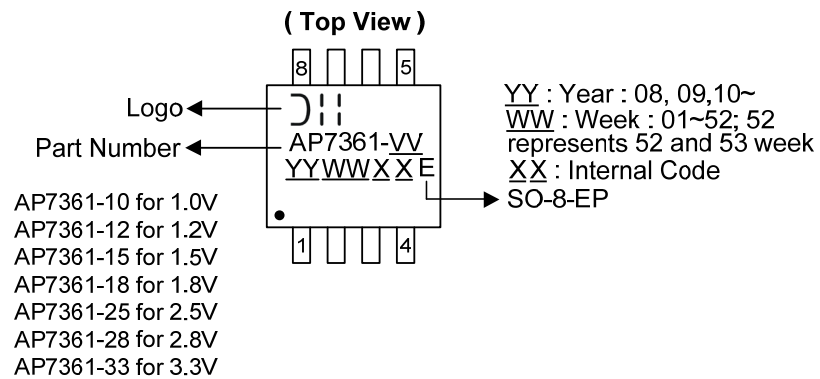 ( Top View )
8 5
Logo
AP7361-VV
Part Number
YYWWXXE
1 4
YY : Year : 08, 09,10~
WW : Week : 01~52; 52
represents 52 and 53 week
XX : Internal Code
SO-8-EP
AP7361-10 for 1.0V
AP7361-12 for 1.2V
AP7361-15 for 1.5V
AP7361-18 for 1.8V
AP7361-25 for 2.5V
AP7361-28 for 2.8V
AP7361-33 for 3.3V